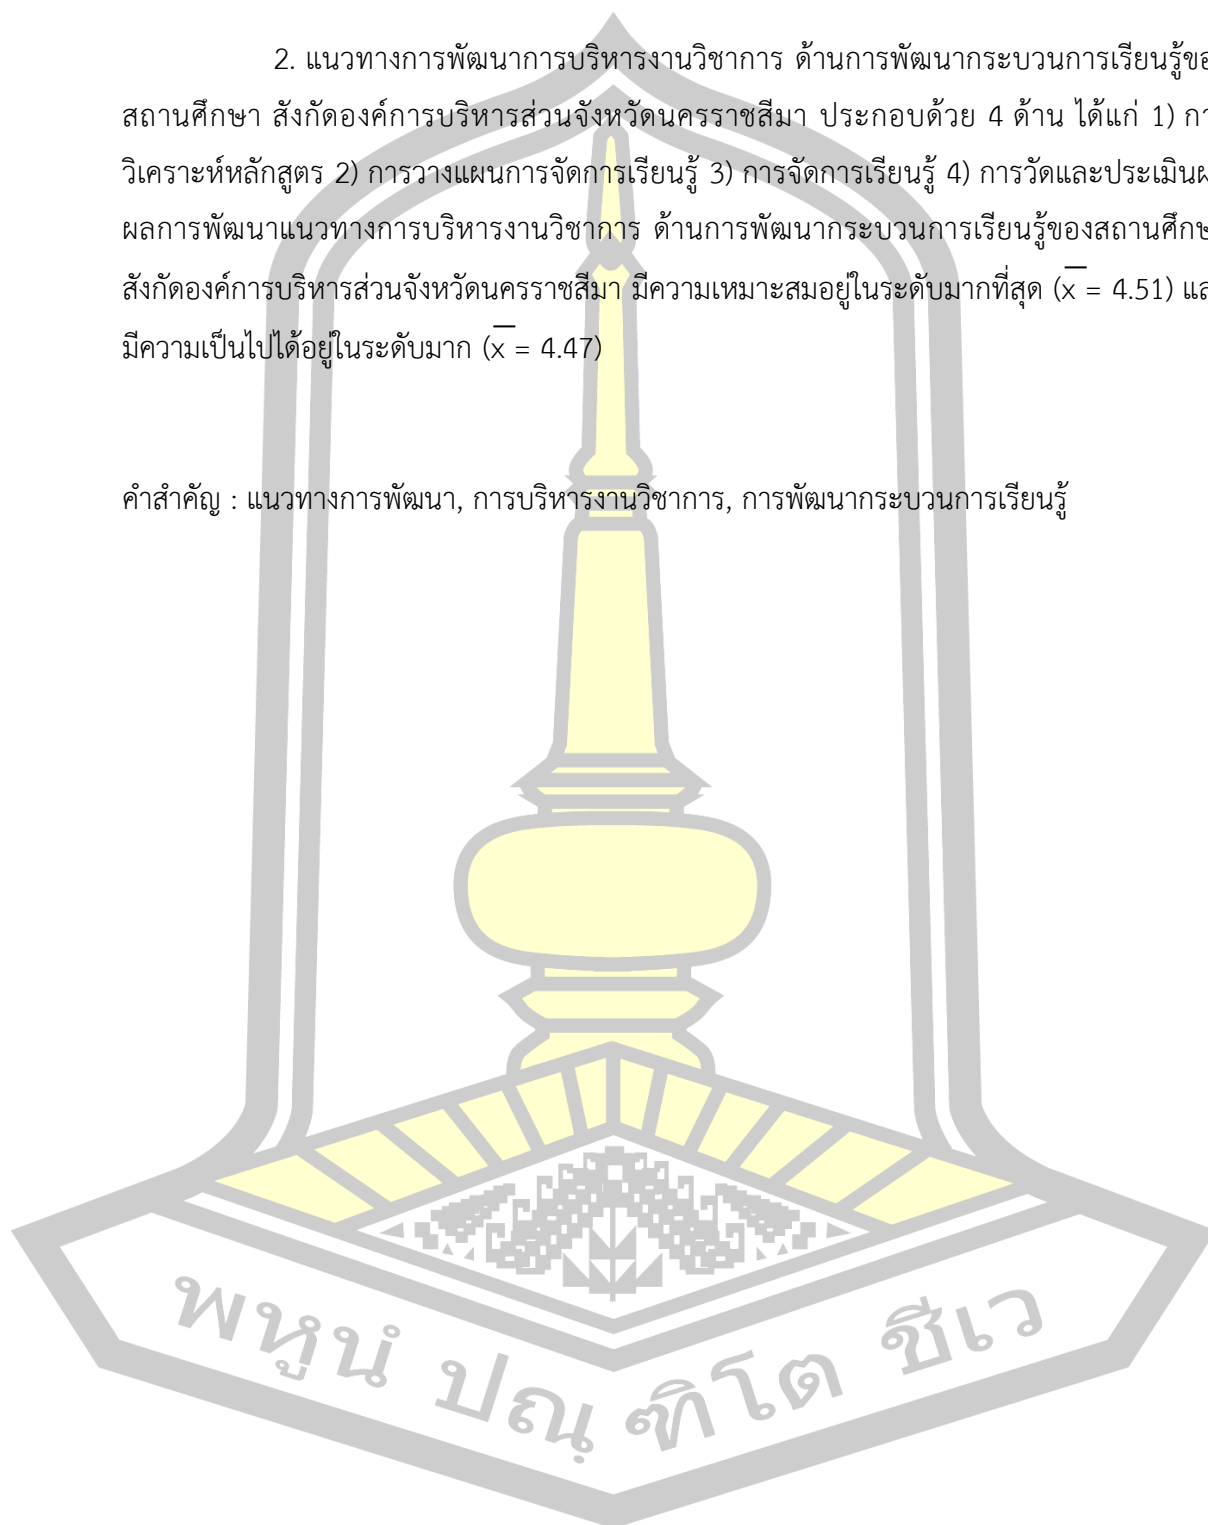 2. แนวทางการพัฒนาการบริหารงานวิชาการ ด้านการพัฒนากระบวนการเรียนรู้ขอ
สถานศึกษา สังกัดองค์การบริหารส่วนจังหวัดนครราชสีมา ประกอบด้วย 4 ด้าน ได้แก่ 1) กา
วิเคราะห์หลักสูตร 2) การวางแผนการจัดการเรียนรู้ 3) การจัดการเรียนรู้ 4) การวัดและประเมินผ
ผลการพัฒนาแนวทางการบริหารงานวิชาการ ด้านการพัฒนากระบวนการเรียนรู้ของสถานศึกษ
สังกัดองค์การบริหารส่วนจังหวัดนครราชสีมา มีความเหมาะสมอยู่ในระดับมากที่สุด (x̅ = 4.51) แล
มีความเป็นไปได้อยู่ในระดับมาก (x̅ = 4.47)
คำสำคัญ : แนวทางการพัฒนา, การบริหารงานวิชาการ, การพัฒนากระบวนการเรียนรู้
พหูนํ ปณฺฑิโต ชีเว